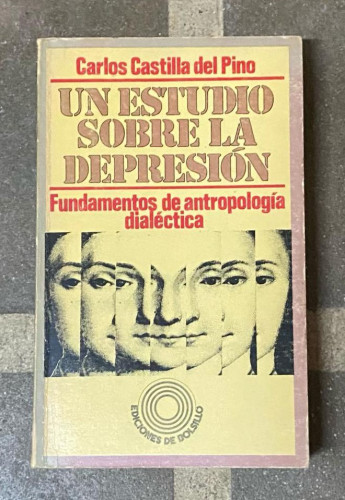 Carlos Castilla del Pino
UN ESTUDIO
SOBRE LA
DEPRESIÓN
Fundamentos de antropología
dialéctica
EDICIONES DE BOLSILLO